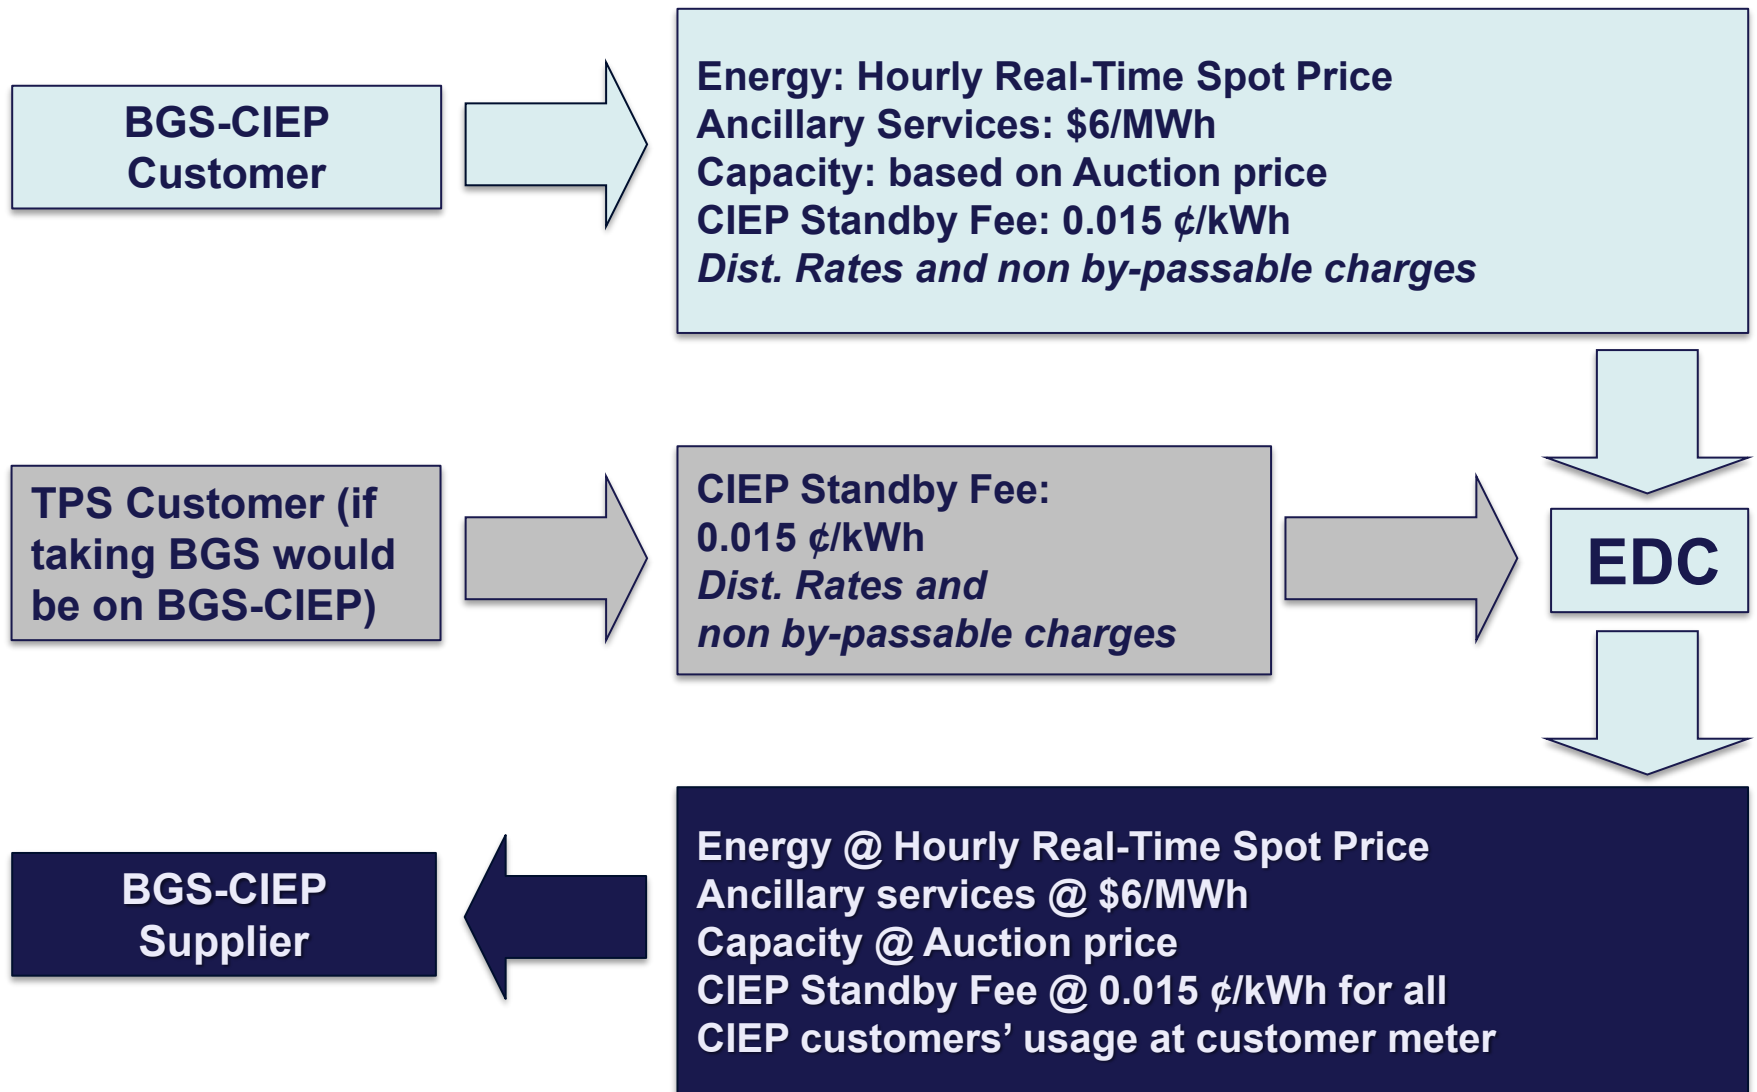 BGS-CIEP
Customer
Energy: Hourly Real-Time Spot Price
Ancillary Services: $6/MWh
Capacity: based on Auction price
CIEP Standby Fee: 0.015 ¢/kWh
Dist. Rates and non by-passable charges
TPS Customer (if
taking BGS would
be on BGS-CIEP)
CIEP Standby Fee:
0.015 ¢/kWh
Dist. Rates and
non by-passable charges
EDC
BGS-CIEP
Supplier
Energy @ Hourly Real-Time Spot Price
Ancillary services @ $6/MWh
Capacity @ Auction price
CIEP Standby Fee @ 0.015 ¢/kWh for all
CIEP customers’ usage at customer meter